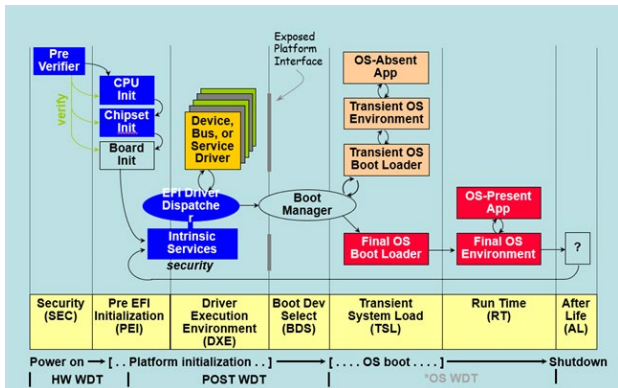 Exposed
Platform
Interface
Pre
Verifier
verify
CPU
Init
Chipset
Init
Board
Init
Device,
Bus, or
Service
Driver
EFI Driver
Dispatche
r
Intrinsic
Services
security
Boot
Manager
OS-Absent
App
Transient OS
Environment
Transient OS
Boot Loader
Final OS
Boot Loader
OS-Present
App
Final OS
Environment
?
Security
(SEC)
Pre EFI
Initialization
(PEI)
Driver
Execution
Environment
(DXE)
Boot Dev
Select
(BDS)
Transient
System Load
(TSL)
Run Time
(RT)
After
Life
(AL)
Power on [ . . Platform initialization . . ] [ . . . . OS boot . . . . ] Shutdown
HW WDT POST WDT *OS WDT